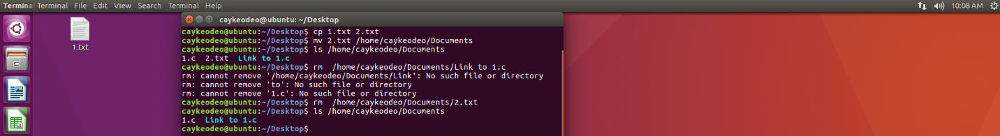 Terminal Terminal File Edit View Search Terminal Help 10:08 AM
1.txt
caykeodeo@ubuntu: ~/Desktop
caykeodeo@ubuntu:~/Desktop$ cp 1.txt 2.txt
caykeodeo@ubuntu:~/Desktop$ mv 2.txt /home/caykeodeo/Documents
caykeodeo@ubuntu:~/Desktop$ ls /home/caykeodeo/Documents
1.c  2.txt  Link to 1.c
caykeodeo@ubuntu:~/Desktop$ rm  /home/caykeodeo/Documents/Link to 1.c
rm: cannot remove '/home/caykeodeo/Documents/Link': No such file or directory
rm: cannot remove 'to': No such file or directory
rm: cannot remove '1.c': No such file or directory
caykeodeo@ubuntu:~/Desktop$ rm  /home/caykeodeo/Documents/2.txt
caykeodeo@ubuntu:~/Desktop$ ls /home/caykeodeo/Documents
1.c  Link to 1.c
caykeodeo@ubuntu:~/Desktop$